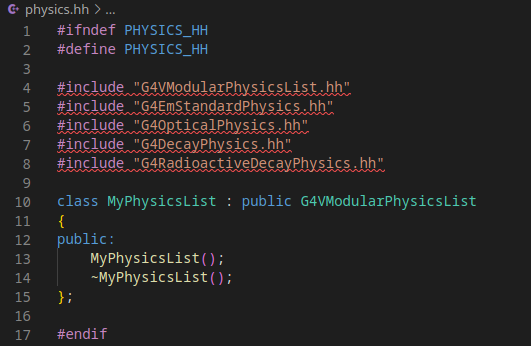 physics.hh > ...
1 #ifndef PHYSICS_HH
2 #define PHYSICS_HH
3
4 #include "G4VModularPhysicsList.hh"
5 #include "G4EmStandardPhysics.hh"
6 #include "G4OpticalPhysics.hh"
7 #include "G4DecayPhysics.hh"
8 #include "G4RadioactiveDecayPhysics.hh"
9
10 class MyPhysicsList : public G4VModularPhysicsList
11 {
12 public:
13     MyPhysicsList();
14     ~MyPhysicsList();
15 };
16
17 #endif